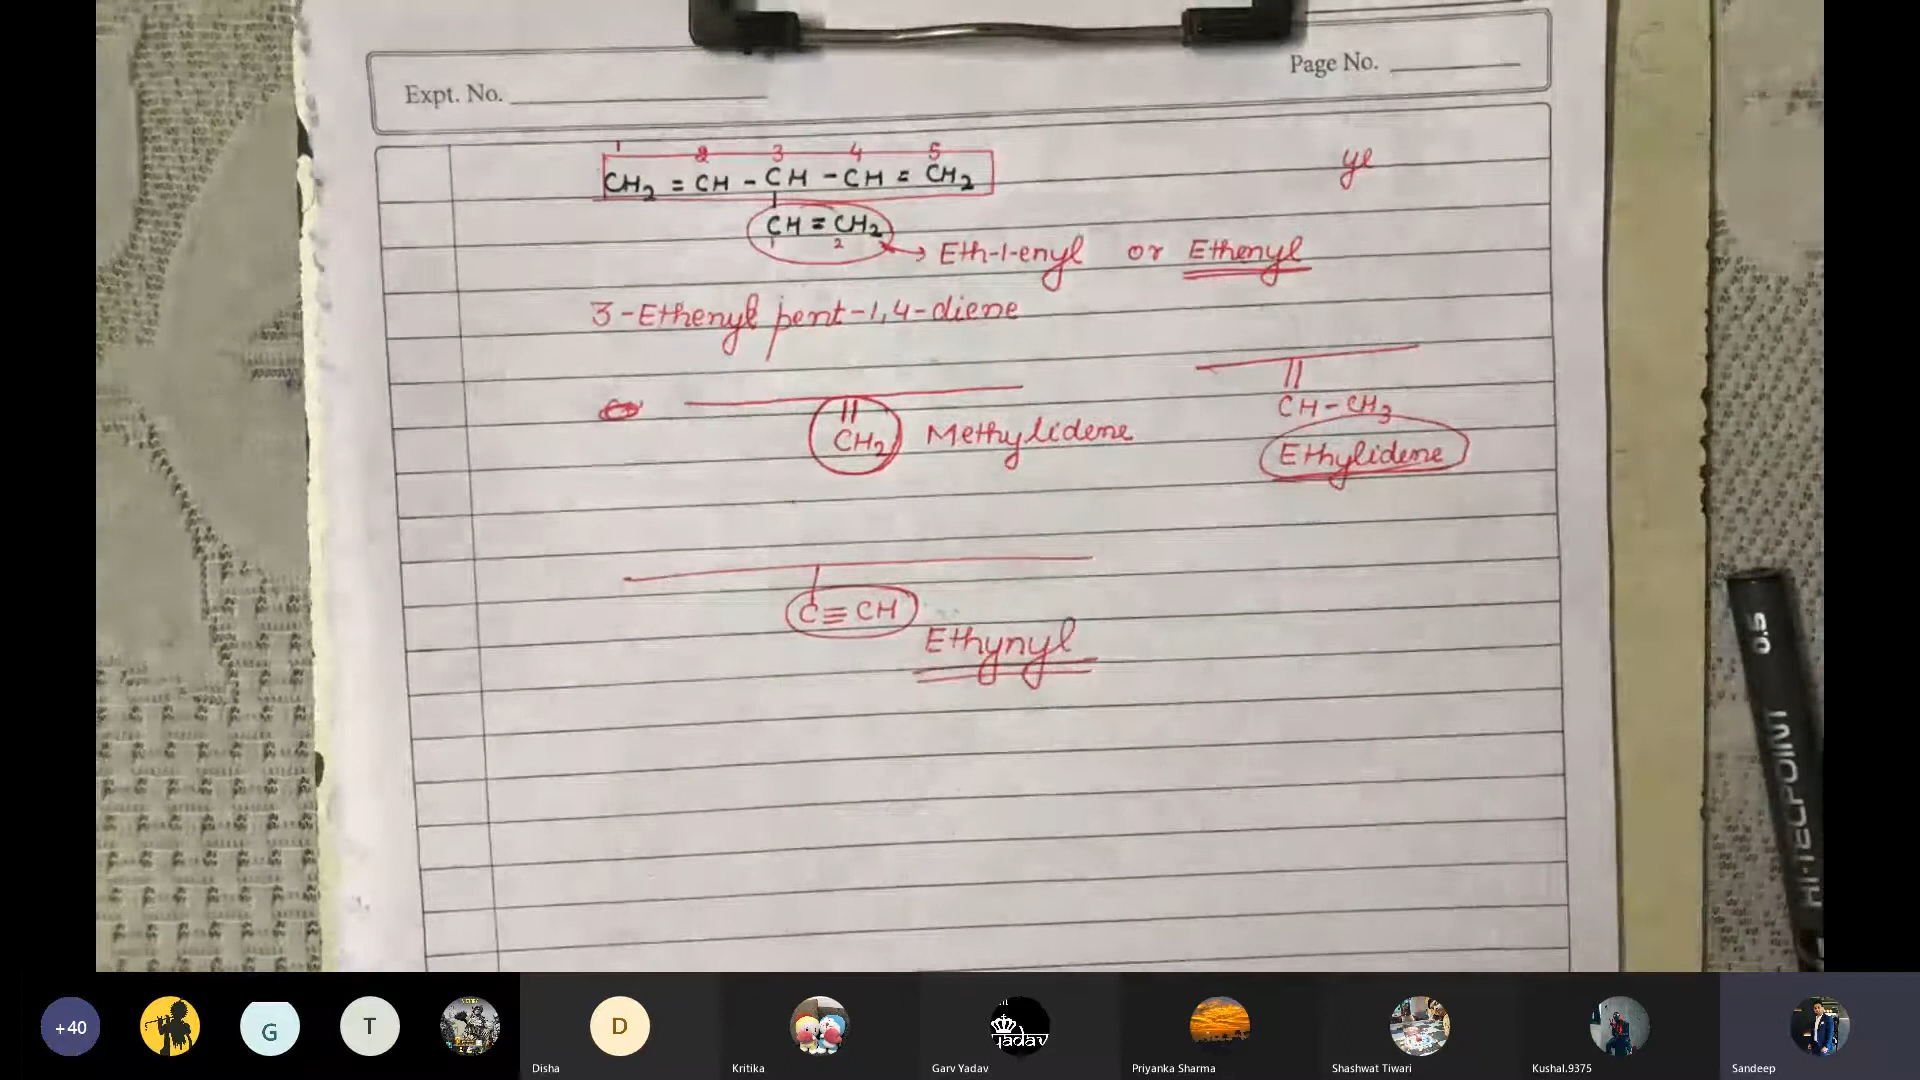 Expt. No.
Page No.
1 2 3 4 5
CH2 = CH - CH - CH = CH2
ye
CH = CH2
1 2
Eth-1-enyl or Ethenyl
3-Ethenyl pent-1,4-diene
CH2 Methylidene
CH-CH3
Ethylidene
C≡CH
Ethynyl
0.5
HI-TECPOINT
+40
G
T
D
Disha
Kritika
Yadav
Garv Yadav
Priyanka Sharma
Shashwat Tiwari
Kushal.9375
Sandeep